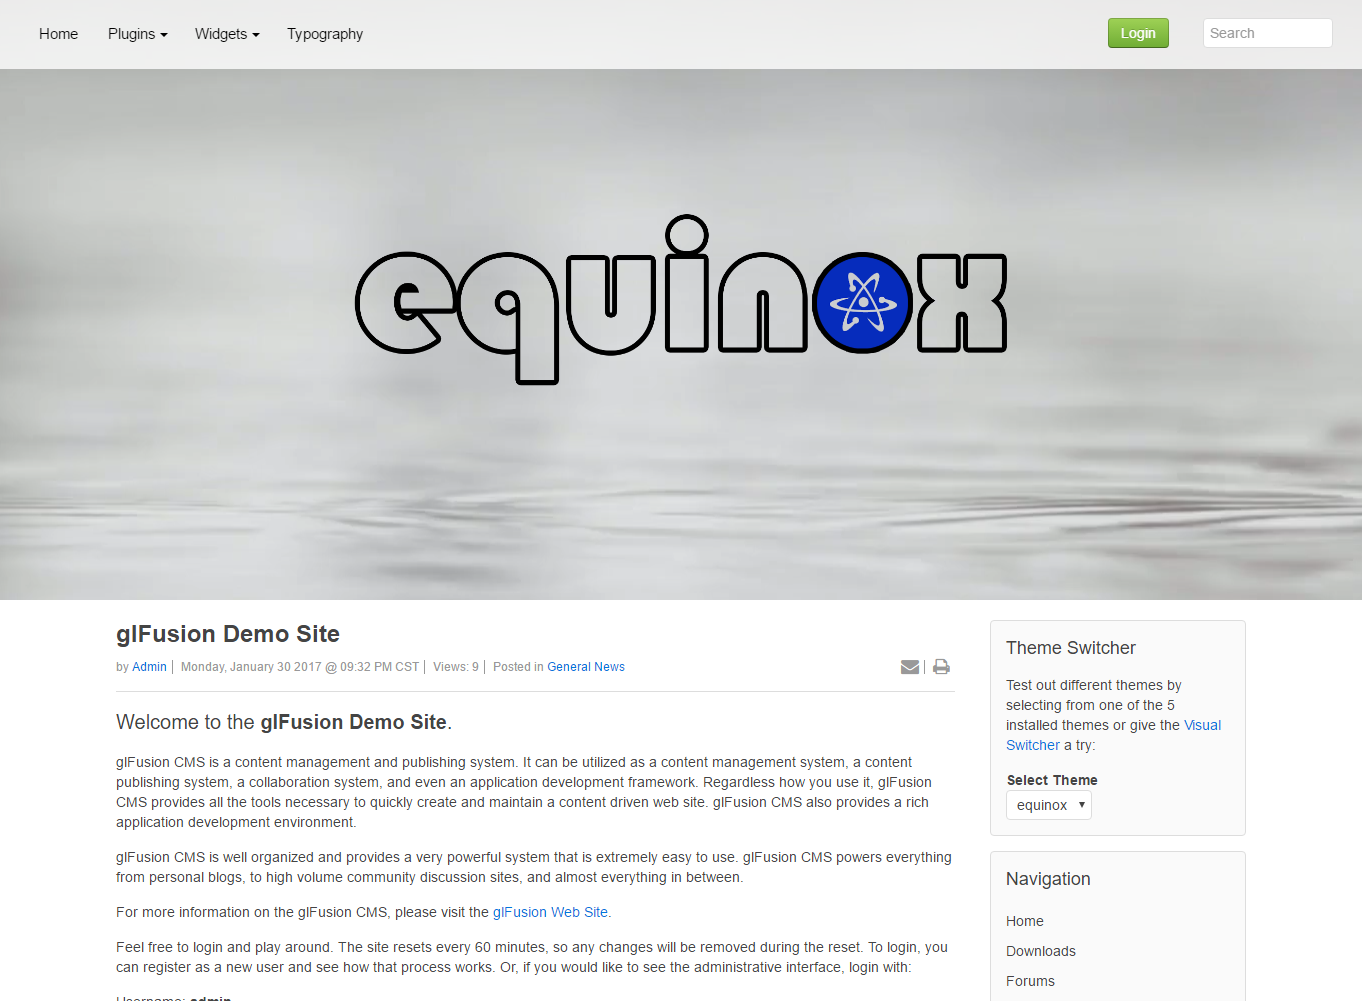 Home Plugins Widgets Typography Login Search
equinox
glFusion Demo Site
by Admin | Monday, January 30 2017 @ 09:32 PM CST | Views: 9 | Posted in General News
Welcome to the glFusion Demo Site.
glFusion CMS is a content management and publishing system. It can be utilized as a content management system, a content
publishing system, a collaboration system, and even an application development framework. Regardless how you use it, glFusion
CMS provides all the tools necessary to quickly create and maintain a content driven web site. glFusion CMS also provides a rich
application development environment.
glFusion CMS is well organized and provides a very powerful system that is extremely easy to use. glFusion CMS powers everything
from personal blogs, to high volume community discussion sites, and almost everything in between.
For more information on the glFusion CMS, please visit the glFusion Web Site.
Feel free to login and play around. The site resets every 60 minutes, so any changes will be removed during the reset. To login, you
can register as a new user and see how that process works. Or, if you would like to see the administrative interface, login with:
Username: admin
Theme Switcher
Test out different themes by
selecting from one of the 5
installed themes or give the Visual
Switcher a try:
Select Theme
equinox
Navigation
Home
Downloads
Forums